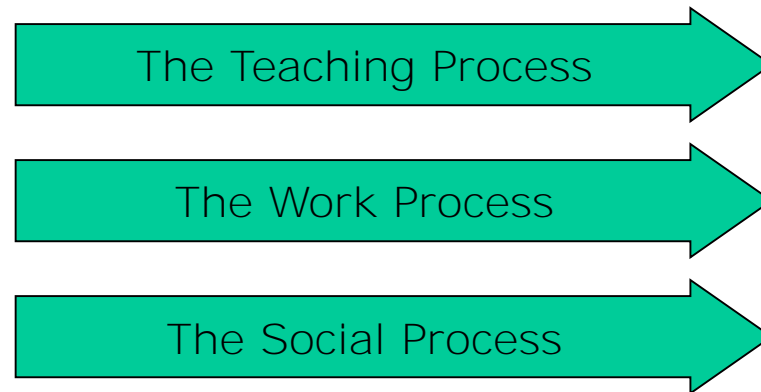 The Teaching Process
The Work Process
The Social Process